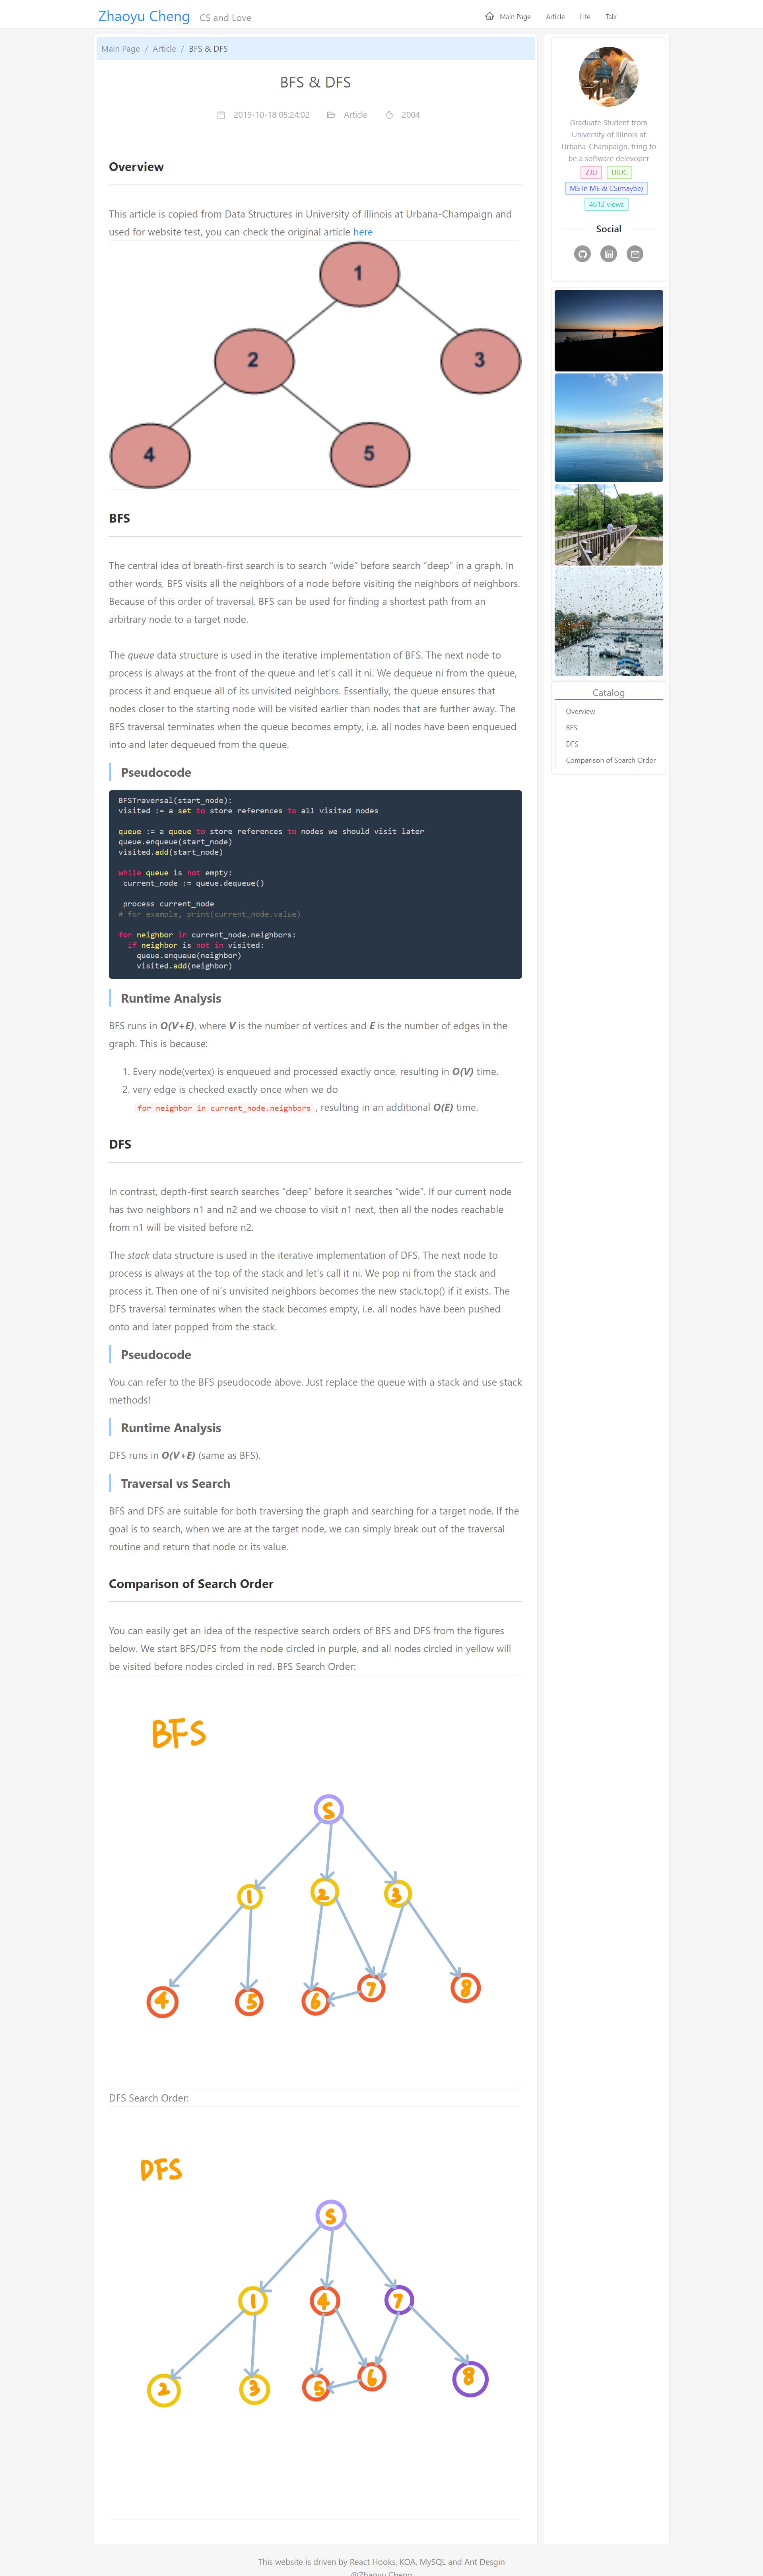 Zhaoyu Cheng CS and Love
Main Page Article Life Talk
Main Page / Article / BFS & DFS
BFS & DFS
2019-10-18 05:24:02 Article 2004
Overview
This article is copied from Data Structures in University of Illinois at Urbana-Champaign and
used for website test, you can check the original article here
1
2
3
4
5
BFS
The central idea of breath-first search is to search “wide” before search “deep” in a graph. In
other words, BFS visits all the neighbors of a node before visiting the neighbors of neighbors.
Because of this order of traversal, BFS can be used for finding a shortest path from an
arbitrary node to a target node.
The queue data structure is used in the iterative implementation of BFS. The next node to
process is always at the front of the queue and let’s call it ni. We dequeue ni from the queue,
process it and enqueue all of its unvisited neighbors. Essentially, the queue ensures that
nodes closer to the starting node will be visited earlier than nodes that are further away. The
BFS traversal terminates when the queue becomes empty, i.e. all nodes have been enqueued
into and later dequeued from the queue.
Pseudocode
BFSTraversal(start_node):
visited := a set to store references to all visited nodes
queue := a queue to store references to nodes we should visit later
queue.enqueue(start_node)
visited.add(start_node)
while queue is not empty:
current_node := queue.dequeue()
process current_node
# for example, print(current_node.value)
for neighbor in current_node.neighbors:
if neighbor is not in visited:
queue.enqueue(neighbor)
visited.add(neighbor)
Runtime Analysis
BFS runs in O(V+E), where V is the number of vertices and E is the number of edges in the
graph. This is because:
1. Every node(vertex) is enqueued and processed exactly once, resulting in O(V) time.
2. very edge is checked exactly once when we do
for neighbor in current_node.neighbors , resulting in an additional O(E) time.
DFS
In contrast, depth-first search searches “deep” before it searches “wide”. If our current node
has two neighbors n1 and n2 and we choose to visit n1 next, then all the nodes reachable
from n1 will be visited before n2.
The stack data structure is used in the iterative implementation of DFS. The next node to
process is always at the top of the stack and let’s call it ni. We pop ni from the stack and
process it. Then one of ni’s unvisited neighbors becomes the new stack.top() if it exists. The
DFS traversal terminates when the stack becomes empty, i.e. all nodes have been pushed
onto and later popped from the stack.
Pseudocode
You can refer to the BFS pseudocode above. Just replace the queue with a stack and use stack
methods!
Runtime Analysis
DFS runs in O(V+E) (same as BFS).
Traversal vs Search
BFS and DFS are suitable for both traversing the graph and searching for a target node. If the
goal is to search, when we are at the target node, we can simply break out of the traversal
routine and return that node or its value.
Comparison of Search Order
You can easily get an idea of the respective search orders of BFS and DFS from the figures
below. We start BFS/DFS from the node circled in purple, and all nodes circled in yellow will
be visited before nodes circled in red. BFS Search Order:
BFS
S
1 2 3
4 5 6 7 8
DFS Search Order:
DFS
S
1 4 7
2 3 5 6 8
Graduate Student from
University of Illinois at
Urbana-Champaign, tring to
be a software delevoper
ZJU UIUC
MS in ME & CS(maybe)
4612 views
Social
Catalog
Overview
BFS
DFS
Comparison of Search Order
This website is driven by React Hooks, KOA, MySQL and Ant Desgin
@Zhaoyu Cheng